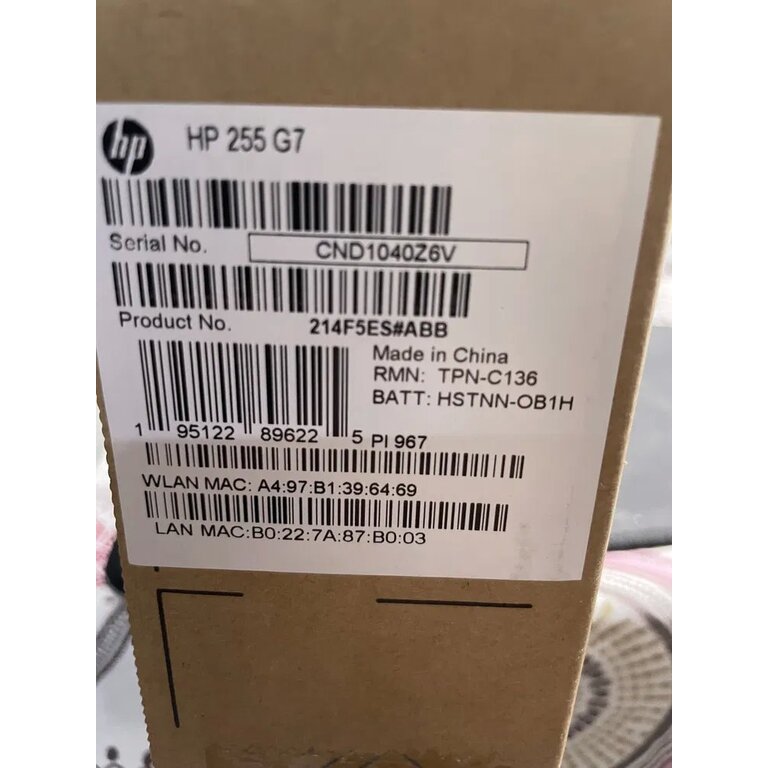 hp HP 255 G7
Serial No. CND1040Z6V
Product No. 214F5ES#ABB
Made in China
RMN: TPN-C136
BATT: HSTNN-OB1H
1 95122 89622 5 PI 967
WLAN MAC: A4:97:B1:39:64:69
LAN MAC:B0:22:7A:87:B0:03